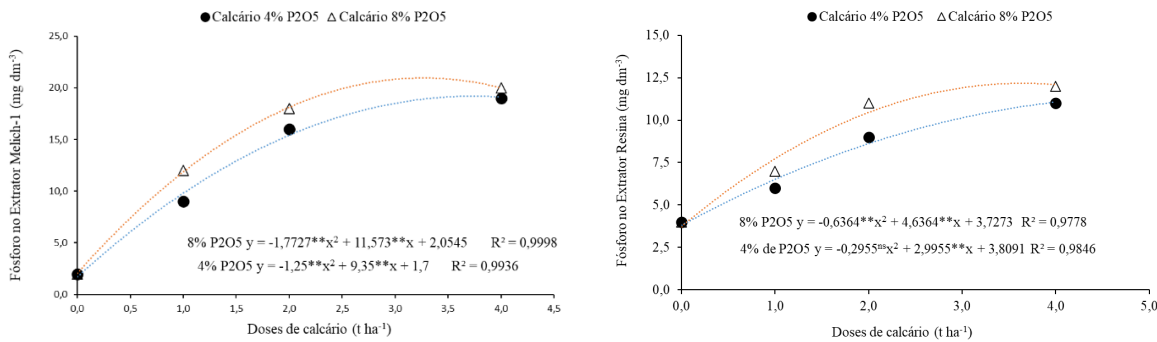 ● Calcário 4% P2O5 △ Calcário 8% P2O5
Fósforo no Extrator Melich-1 (mg dm⁻³)
25,0
20,0
15,0
10,0
5,0
0,0
8% P2O5 y = -1,7727**x² + 11,573**x + 2,0545 R² = 0,9998
4% P2O5 y = -1,25**x² + 9,35**x + 1,7 R² = 0,9936
0,0 0,5 1,0 1,5 2,0 2,5 3,0 3,5 4,0 4,5
Doses de calcário (t ha⁻¹)
● Calcário 4% P2O5 △ Calcário 8% P2O5
Fósforo no Extrator Resina (mg dm⁻³)
15,0
12,5
10,0
7,5
5,0
2,5
0,0
8% P2O5 y = -0,6364**x² + 4,6364**x + 3,7273 R² = 0,9778
4% de P2O5 y = -0,2955ⁿˢx² + 2,9955**x + 3,8091 R² = 0,9846
0,0 1,0 2,0 3,0 4,0 5,0
Doses de calcário (t ha⁻¹)